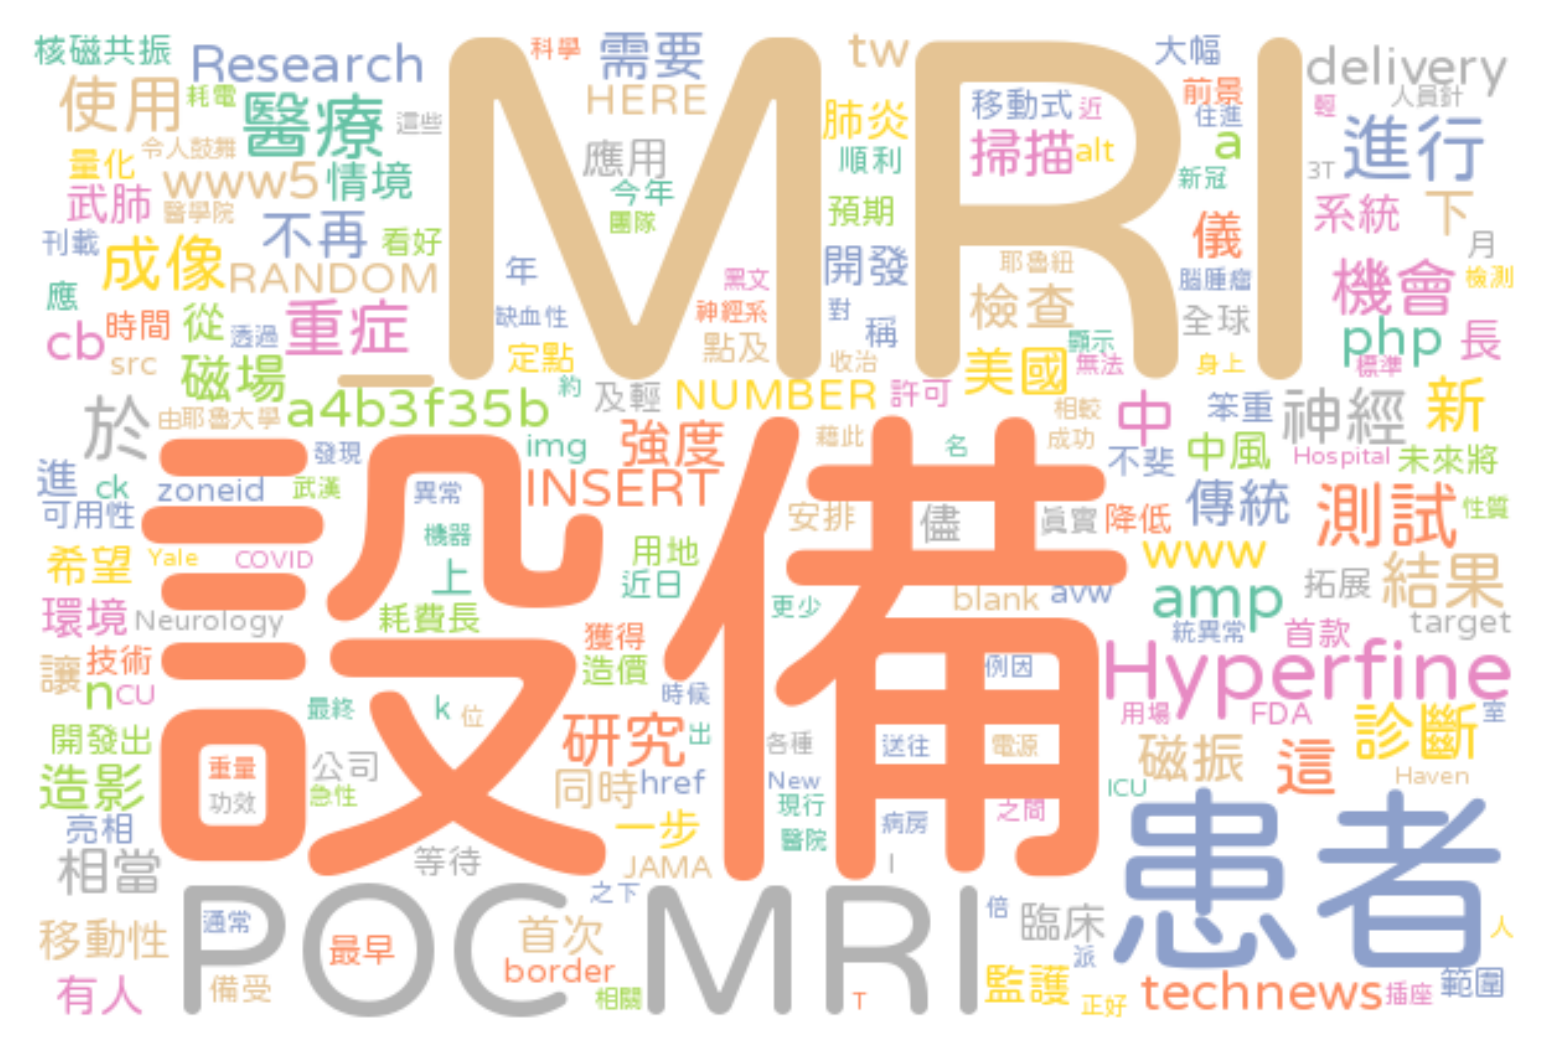 核磁共振 Research 科學 需要 tw 大幅 delivery
使用 耗電 醫療 這些 HERE 肺炎 移動式 近 前景 住進 輕 人員針
量化 令人鼓舞 www5 情境 應用 順利 掃描 alt a 3T 進行
武肺 醫學院 今年 團隊 預期 新冠 系統 下
_MRI
刊載 成像 不再 看好 RANDOM 年 黑文 開發 耶魯紐 儀 腦腫瘤 月 機會 檢測
應 cb 時間 src 從 透過 重症 缺血性 神經系 對 稱 檢查 全球 php 長
磁場 定點 點及 收治 美國 顯示 無法 身上 標準
於 由耶魯大學 a4b3f35b 約 及輕 NUMBER 許可 相較 中 笨重 神經 新
發現 img 強度 藉此 名 成功 不斐 中風 Hospital 未來將
進 ck zoneid 武漢 異常 INSERT 安排 儘 真實 降低 傳統 測試 性質
可用性 機器
設備
希望 Yale COVID 上 用地 近日 更少 blank avw www amp 拓展 結果
環境 Neurology 耗費長 獲得 統異常 首款 target
讓 技術 nCU 造價 時候 例因 Hyperfine
最終 k 位 研究 出 用場 FDA 診斷 室
開發出 重量 公司 各種 送往 電源 磁振 這
造影 功效 急性 同時 href New 現行 之間 ICU Haven
亮相 一步 醫院 病房 患者
相當 等待 JAMA l
之下
POCMRI
移動性 通常 最早 首次 倍 臨床 派 人
有人 備受 border 相關 T 監護 正好 technews 插座 範圍